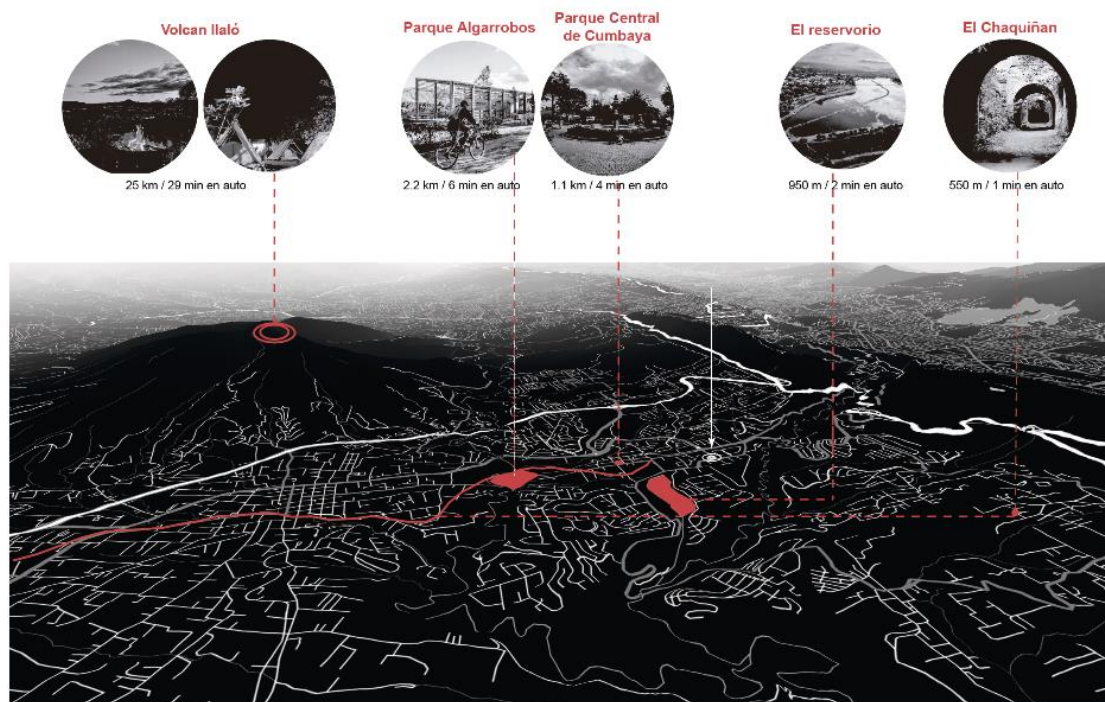 Volcan Ilaló
Parque Algarrobos
Parque Central
de Cumbaya
El reservorio
El Chaquiñan
25 km / 29 min en auto
2.2 km / 6 min en auto
1.1 km / 4 min en auto
950 m / 2 min en auto
550 m / 1 min en auto